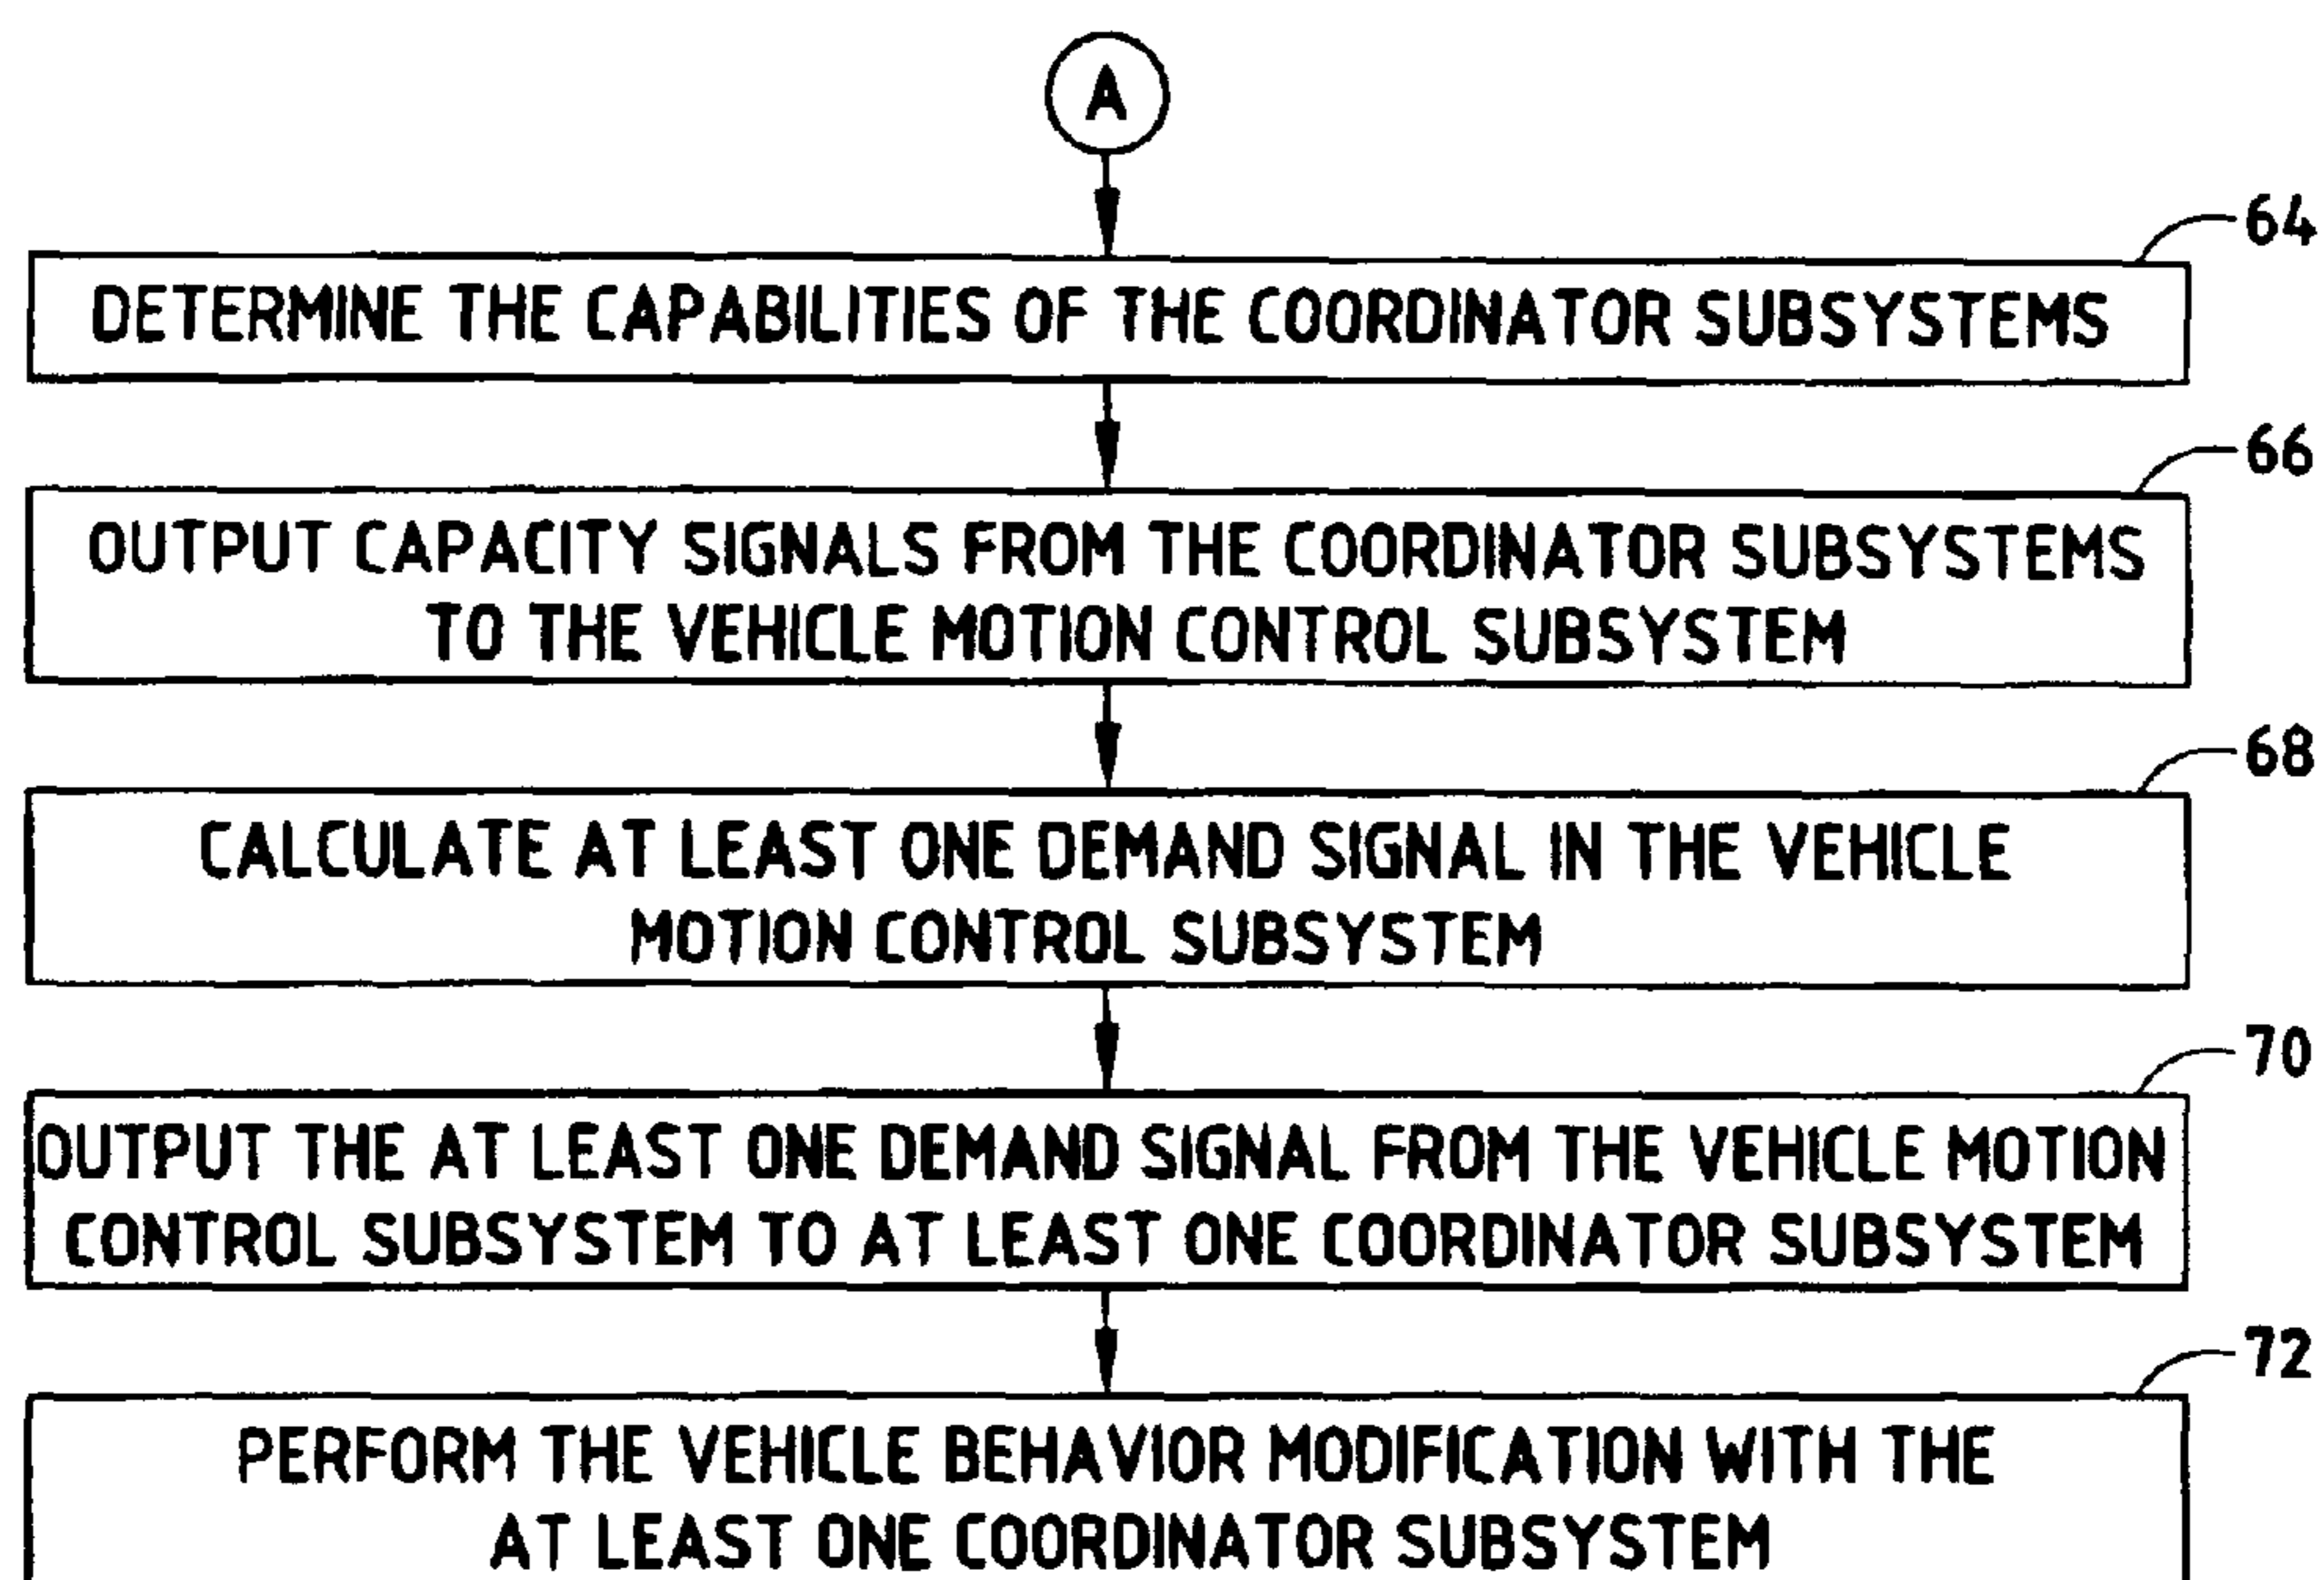 A
64
DETERMINE THE CAPABILITIES OF THE COORDINATOR SUBSYSTEMS
66
OUTPUT CAPACITY SIGNALS FROM THE COORDINATOR SUBSYSTEMS
TO THE VEHICLE MOTION CONTROL SUBSYSTEM
68
CALCULATE AT LEAST ONE DEMAND SIGNAL IN THE VEHICLE
MOTION CONTROL SUBSYSTEM
70
OUTPUT THE AT LEAST ONE DEMAND SIGNAL FROM THE VEHICLE MOTION
CONTROL SUBSYSTEM TO AT LEAST ONE COORDINATOR SUBSYSTEM
72
PERFORM THE VEHICLE BEHAVIOR MODIFICATION WITH THE
AT LEAST ONE COORDINATOR SUBSYSTEM